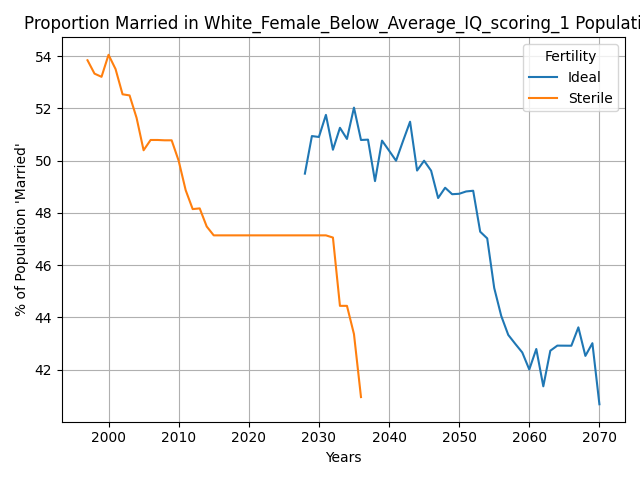 Proportion Married in White_Female_Below_Average_IQ_scoring_1 Populati
Fertility
Ideal
Sterile
% of Population 'Married'
54
52
50
48
46
44
42
2000 2010 2020 2030 2040 2050 2060 2070
Years